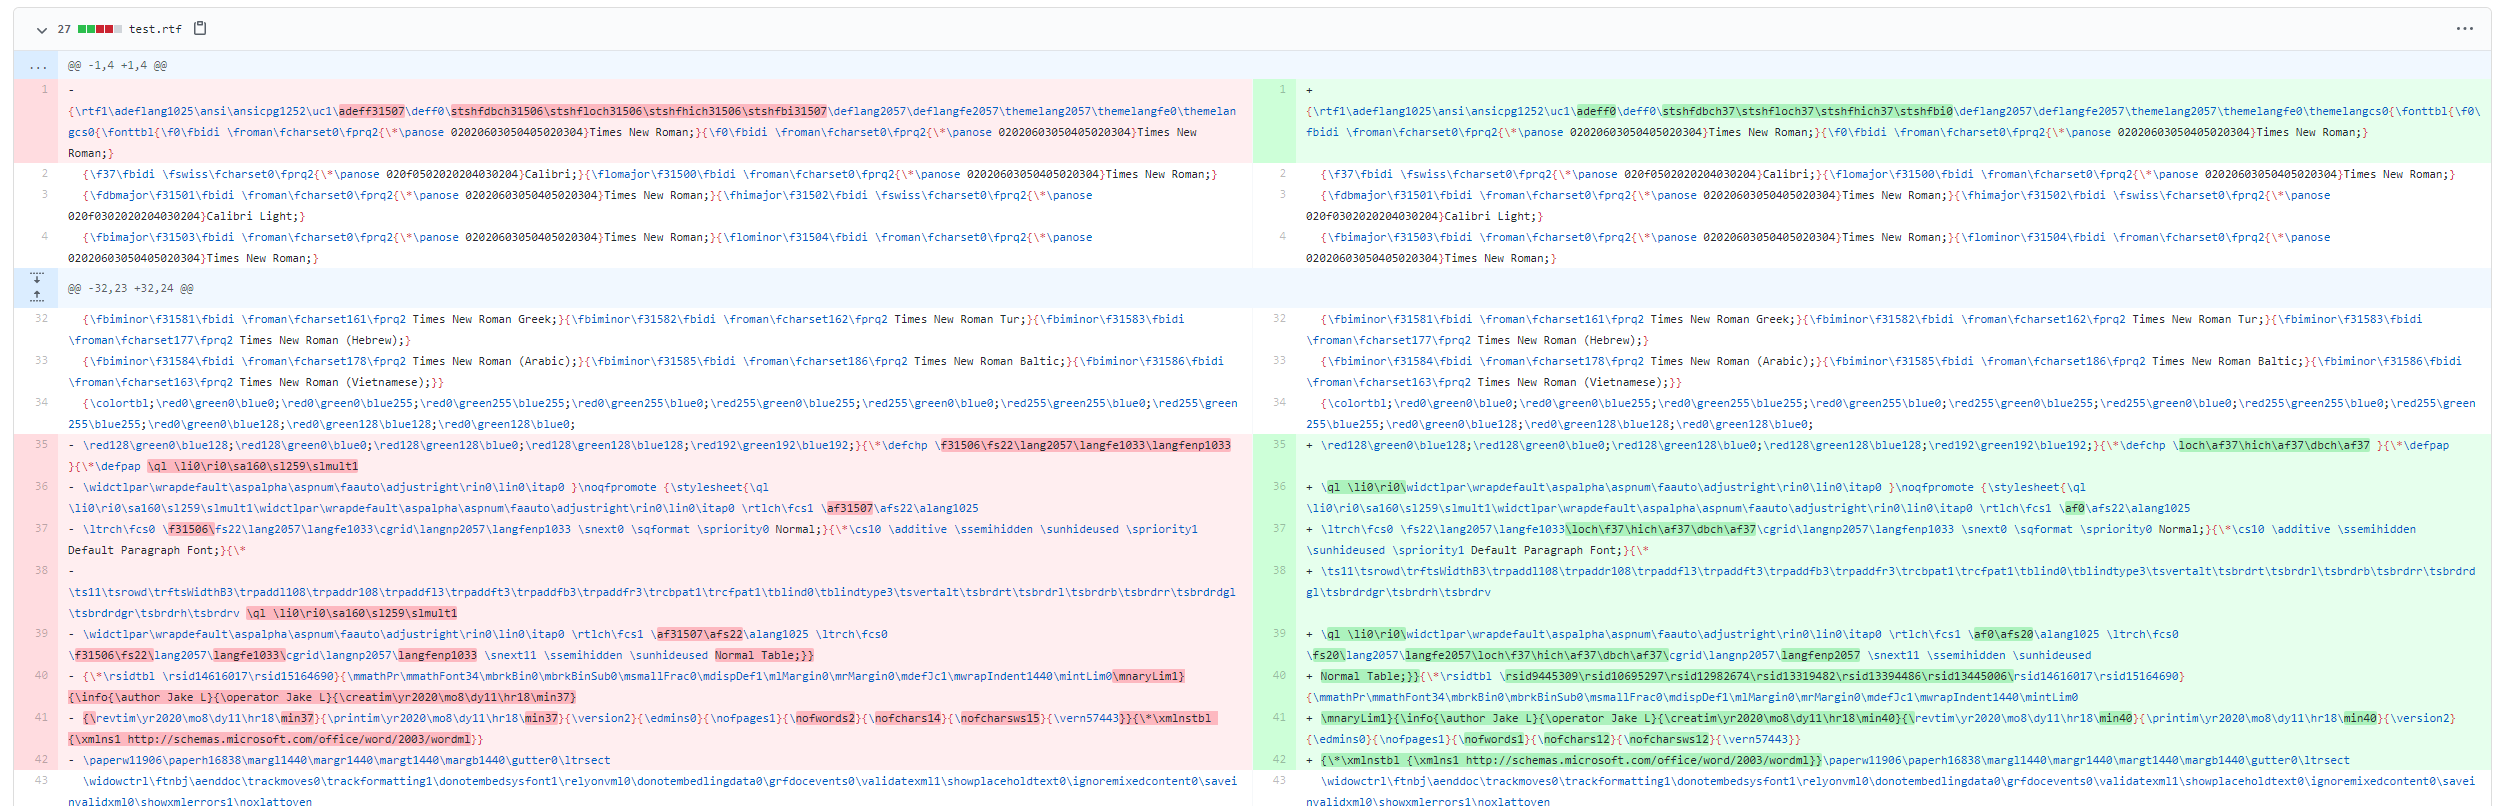 27 test.rtf
... @@ -1,4 +1,4 @@
1 -
{\rtf1\adeflang1025\ansi\ansicpg1252\uc1\adeff31507\deff0\stshfdbch31506\stshfloch31506\stshfhich31506\stshfbi31507\deflang2057\deflangfe2057\themelang2057\themelangfe0\themelan
gcs0{\fonttbl{\f0\fbidi \froman\fcharset0\fprq2{\*\panose 02020603050405020304}Times New Roman;}{\f0\fbidi \froman\fcharset0\fprq2{\*\panose 02020603050405020304}Times New
Roman;}
2 {\f37\fbidi \fswiss\fcharset0\fprq2{\*\panose 020f0502020204030204}Calibri;}{\flomajor\f31500\fbidi \froman\fcharset0\fprq2{\*\panose 02020603050405020304}Times New Roman;}
3 {\fdbmajor\f31501\fbidi \froman\fcharset0\fprq2{\*\panose 02020603050405020304}Times New Roman;}{\fhimajor\f31502\fbidi \fswiss\fcharset0\fprq2{\*\panose
020f0302020204030204}Calibri Light;}
4 {\fbimajor\f31503\fbidi \froman\fcharset0\fprq2{\*\panose 02020603050405020304}Times New Roman;}{\flominor\f31504\fbidi \froman\fcharset0\fprq2{\*\panose
02020603050405020304}Times New Roman;}
1 +
{\rtf1\adeflang1025\ansi\ansicpg1252\uc1\adeff0\deff0\stshfdbch37\stshfloch37\stshfhich37\stshfbi0\deflang2057\deflangfe2057\themelang2057\themelangfe0\themelangcs0{\fonttbl{\f0\
fbidi \froman\fcharset0\fprq2{\*\panose 02020603050405020304}Times New Roman;}{\f0\fbidi \froman\fcharset0\fprq2{\*\panose 02020603050405020304}Times New Roman;}
2 {\f37\fbidi \fswiss\fcharset0\fprq2{\*\panose 020f0502020204030204}Calibri;}{\flomajor\f31500\fbidi \froman\fcharset0\fprq2{\*\panose 02020603050405020304}Times New Roman;}
3 {\fdbmajor\f31501\fbidi \froman\fcharset0\fprq2{\*\panose 02020603050405020304}Times New Roman;}{\fhimajor\f31502\fbidi \fswiss\fcharset0\fprq2{\*\panose
020f0302020204030204}Calibri Light;}
4 {\fbimajor\f31503\fbidi \froman\fcharset0\fprq2{\*\panose 02020603050405020304}Times New Roman;}{\flominor\f31504\fbidi \froman\fcharset0\fprq2{\*\panose
02020603050405020304}Times New Roman;}
@@ -32,23 +32,24 @@
32 {\fbiminor\f31581\fbidi \froman\fcharset161\fprq2 Times New Roman Greek;}{\fbiminor\f31582\fbidi \froman\fcharset162\fprq2 Times New Roman Tur;}{\fbiminor\f31583\fbidi
\froman\fcharset177\fprq2 Times New Roman (Hebrew);}
33 {\fbiminor\f31584\fbidi \froman\fcharset178\fprq2 Times New Roman (Arabic);}{\fbiminor\f31585\fbidi \froman\fcharset186\fprq2 Times New Roman Baltic;}{\fbiminor\f31586\fbidi
\froman\fcharset163\fprq2 Times New Roman (Vietnamese);}}
34 {\colortbl;\red0\green0\blue0;\red0\green0\blue255;\red0\green255\blue255;\red0\green255\blue0;\red255\green0\blue255;\red255\green0\blue0;\red255\green255\blue0;\red255\green
255\blue255;\red0\green0\blue128;\red0\green128\blue128;\red0\green128\blue0;
35 - \red128\green0\blue128;\red128\green0\blue0;\red128\green128\blue0;\red128\green128\blue128;\red192\green192\blue192;}{\*\defchp \f31506\fs22\lang2057\langfe1033\langfenp1033
}{\*\defpap \ql \li0\ri0\sa160\sl259\slmult1
36 - \widctlpar\wrapdefault\aspalpha\aspnum\faauto\adjustright\rin0\lin0\itap0 }\noqfpromote {\stylesheet{\ql
\li0\ri0\sa160\sl259\slmult1\widctlpar\wrapdefault\aspalpha\aspnum\faauto\adjustright\rin0\lin0\itap0 \rtlch\fcs1 \af31507\afs22\alang1025
37 - \ltrch\fcs0 \f31506\fs22\lang2057\langfe1033\cgrid\langnp2057\langfenp1033 \snext0 \sqformat \spriority0 Normal;}{\*\cs10 \additive \ssemihidden \sunhideused \spriority1
Default Paragraph Font;}{\*
38 -
\ts11\tsrowd\trftsWidthB3\trpaddl108\trpaddr108\trpaddfl3\trpaddft3\trpaddfb3\trpaddfr3\trcbpat1\trcfpat1\tblind0\tblindtype3\tsvertalt\tsbrdrt\tsbrdrl\tsbrdrb\tsbrdrr\tsbrdrdgl
\tsbrdrdgr\tsbrdrh\tsbrdrv \ql \li0\ri0\sa160\sl259\slmult1
39 - \widctlpar\wrapdefault\aspalpha\aspnum\faauto\adjustright\rin0\lin0\itap0 \rtlch\fcs1 \af31507\afs22\alang1025 \ltrch\fcs0
\f31506\fs22\lang2057\langfe1033\cgrid\langnp2057\langfenp1033 \snext11 \ssemihidden \sunhideused Normal Table;}}
40 - {\*\rsidtbl \rsid14616017\rsid15164690}{\mmathPr\mmathFont34\mbrkBin0\mbrkBinSub0\msmallFrac0\mdispDef1\mlMargin0\mrMargin0\mdefJc1\mwrapIndent1440\mintLim0\mnaryLim1}
{\info{\author Jake L}{\operator Jake L}{\creatim\yr2020\mo8\dy11\hr18\min37}
41 - {\revtim\yr2020\mo8\dy11\hr18\min37}{\printim\yr2020\mo8\dy11\hr18\min37}{\version2}{\edmins0}{\nofpages1}{\nofwords2}{\nofchars14}{\nofcharsws15}{\vern57443}}{\*\xmlnstbl
{\xmlns1 http://schemas.microsoft.com/office/word/2003/wordml}}
42 - \paperw11906\paperh16838\margl1440\margr1440\margt1440\margb1440\gutter0\ltrsect
43 \widowctrl\ftnbj\aenddoc\trackmoves0\trackformatting1\donotembedsysfont1\relyonvml0\donotembedlingdata0\grfdocevents0\validatexml1\showplaceholdtext0\ignoremixedcontent0\savei
nvalidxml0\showxmlerrors1\noxlattoven
32 {\fbiminor\f31581\fbidi \froman\fcharset161\fprq2 Times New Roman Greek;}{\fbiminor\f31582\fbidi \froman\fcharset162\fprq2 Times New Roman Tur;}{\fbiminor\f31583\fbidi
\froman\fcharset177\fprq2 Times New Roman (Hebrew);}
33 {\fbiminor\f31584\fbidi \froman\fcharset178\fprq2 Times New Roman (Arabic);}{\fbiminor\f31585\fbidi \froman\fcharset186\fprq2 Times New Roman Baltic;}{\fbiminor\f31586\fbidi
\froman\fcharset163\fprq2 Times New Roman (Vietnamese);}}
34 {\colortbl;\red0\green0\blue0;\red0\green0\blue255;\red0\green255\blue255;\red0\green255\blue0;\red255\green0\blue255;\red255\green0\blue0;\red255\green255\blue0;\red255\green
255\blue255;\red0\green0\blue128;\red0\green128\blue128;\red0\green128\blue0;
35 + \red128\green0\blue128;\red128\green0\blue0;\red128\green128\blue0;\red128\green128\blue128;\red192\green192\blue192;}{\*\defchp \loch\af37\hich\af37\dbch\af37 }{\*\defpap
36 + \ql \li0\ri0\widctlpar\wrapdefault\aspalpha\aspnum\faauto\adjustright\rin0\lin0\itap0 }\noqfpromote {\stylesheet{\ql
\li0\ri0\sa160\sl259\slmult1\widctlpar\wrapdefault\aspalpha\aspnum\faauto\adjustright\rin0\lin0\itap0 \rtlch\fcs1 \af0\afs22\alang1025
37 + \ltrch\fcs0 \fs22\lang2057\langfe1033\loch\f37\hich\af37\dbch\af37\cgrid\langnp2057\langfenp1033 \snext0 \sqformat \spriority0 Normal;}{\*\cs10 \additive \ssemihidden
\sunhideused \spriority1 Default Paragraph Font;}{\*
38 + \ts11\tsrowd\trftsWidthB3\trpaddl108\trpaddr108\trpaddfl3\trpaddft3\trpaddfb3\trpaddfr3\trcbpat1\trcfpat1\tblind0\tblindtype3\tsvertalt\tsbrdrt\tsbrdrl\tsbrdrb\tsbrdrr\tsbrdrd
gl\tsbrdrdgr\tsbrdrh\tsbrdrv
39 + \ql \li0\ri0\widctlpar\wrapdefault\aspalpha\aspnum\faauto\adjustright\rin0\lin0\itap0 \rtlch\fcs1 \af0\afs20\alang1025 \ltrch\fcs0
\fs20\lang2057\langfe2057\loch\f37\hich\af37\dbch\af37\cgrid\langnp2057\langfenp2057 \snext11 \ssemihidden \sunhideused
40 + Normal Table;}}{\*\rsidtbl \rsid9445309\rsid10695297\rsid12982674\rsid13319482\rsid13394486\rsid13445006\rsid14616017\rsid15164690}
{\mmathPr\mmathFont34\mbrkBin0\mbrkBinSub0\msmallFrac0\mdispDef1\mlMargin0\mrMargin0\mdefJc1\mwrapIndent1440\mintLim0
41 + \mnaryLim1}{\info{\author Jake L}{\operator Jake L}{\creatim\yr2020\mo8\dy11\hr18\min40}{\revtim\yr2020\mo8\dy11\hr18\min40}{\printim\yr2020\mo8\dy11\hr18\min40}{\version2}
{\edmins0}{\nofpages1}{\nofwords1}{\nofchars12}{\nofcharsws12}{\vern57443}}
42 + {\*\xmlnstbl {\xmlns1 http://schemas.microsoft.com/office/word/2003/wordml}}\paperw11906\paperh16838\margl1440\margr1440\margt1440\margb1440\gutter0\ltrsect
43 \widowctrl\ftnbj\aenddoc\trackmoves0\trackformatting1\donotembedsysfont1\relyonvml0\donotembedlingdata0\grfdocevents0\validatexml1\showplaceholdtext0\ignoremixedcontent0\savei
nvalidxml0\showxmlerrors1\noxlattoven